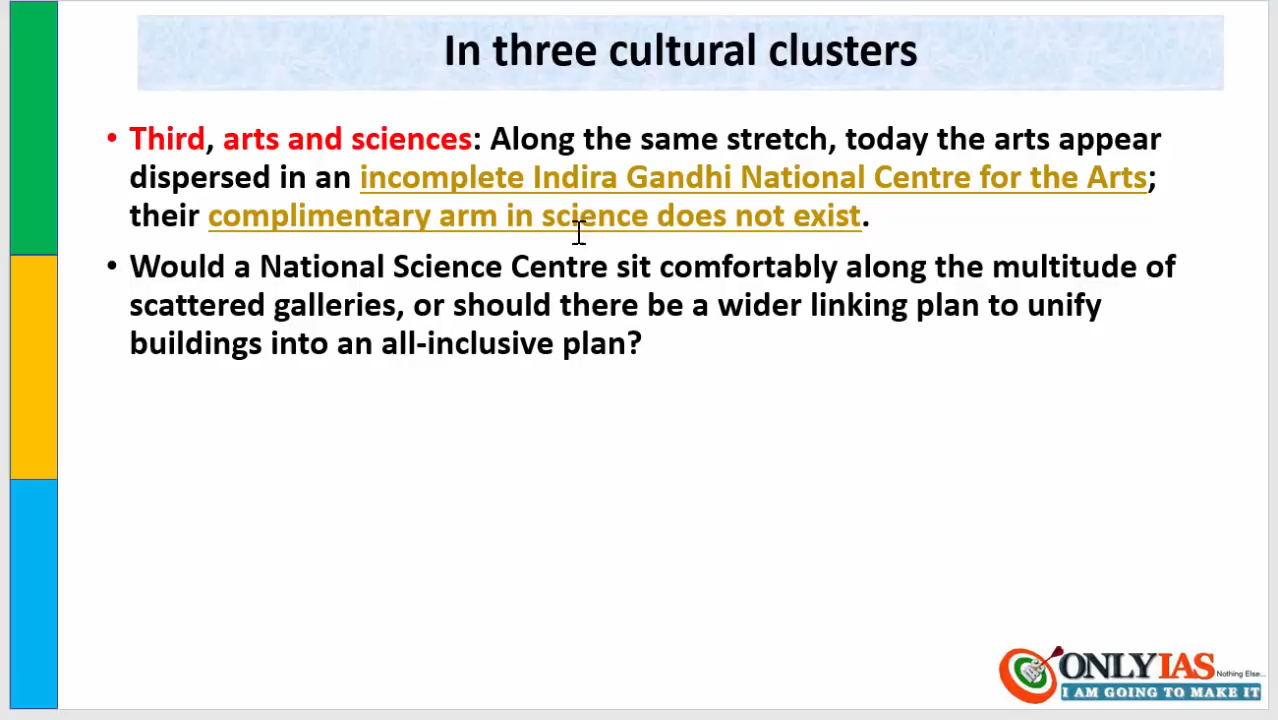 In three cultural clusters
• Third, arts and sciences: Along the same stretch, today the arts appear
dispersed in an incomplete Indira Gandhi National Centre for the Arts;
their complimentary arm in science does not exist.
• Would a National Science Centre sit comfortably along the multitude of
scattered galleries, or should there be a wider linking plan to unify
buildings into an all-inclusive plan?
ONLYIAS
Nothing Else...
I AM GOING TO MAKE IT